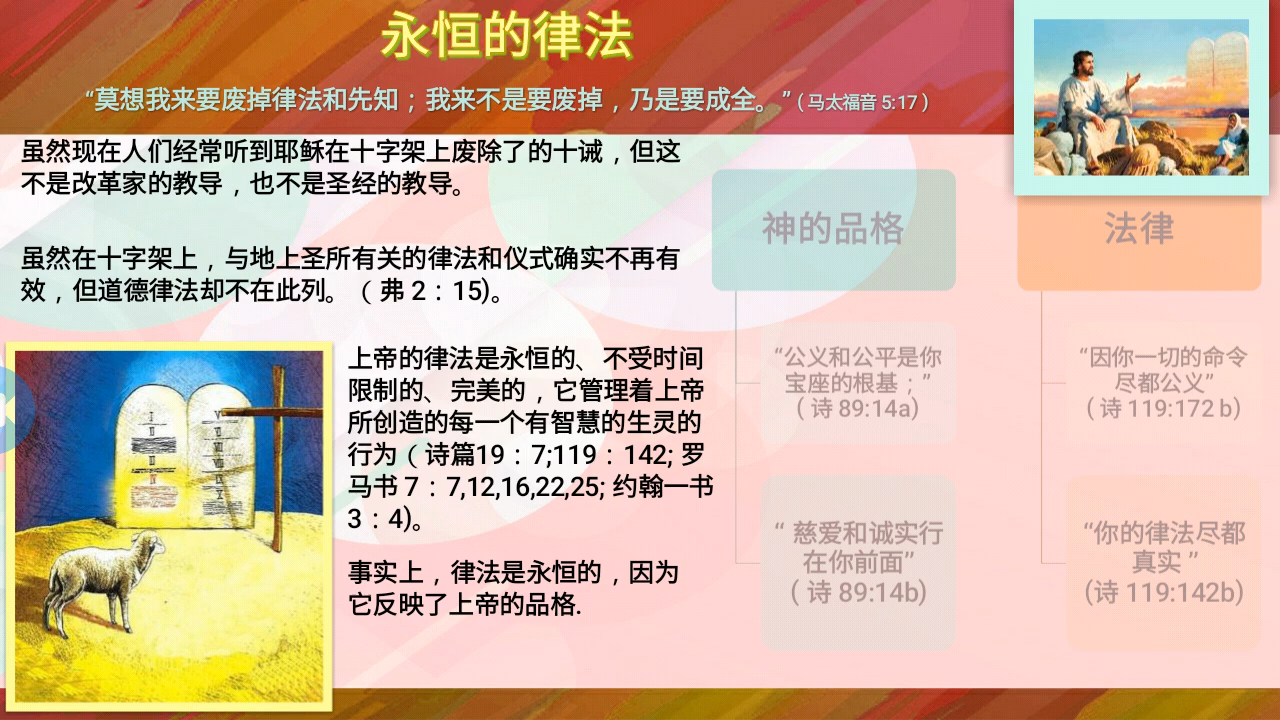 永恒的律法
“莫想我来要废掉律法和先知；我来不是要废掉，乃是要成全。”（马太福音 5:17）
虽然现在人们经常听到耶稣在十字架上废除了的十诫，但这
不是改革家的教导，也不是圣经的教导。
虽然在十字架上，与地上圣所有关的律法和仪式确实不再有
效，但道德律法却不在此列。（弗 2：15)。
上帝的律法是永恒的、不受时间
限制的、完美的，它管理着上帝
所创造的每一个有智慧的生灵的
行为（诗篇19：7;119：142; 罗
马书 7：7,12,16,22,25; 约翰一书
3：4)。
事实上，律法是永恒的，因为
它反映了上帝的品格.
神的品格
“公义和公平是你
宝座的根基；”
（诗 89:14a)
“ 慈爱和诚实行
在你前面”
（诗 89:14b)
法律
“因你一切的命令
尽都公义”
（诗 119:172 b)
“你的律法尽都
真实 ”
(诗 119:142b)